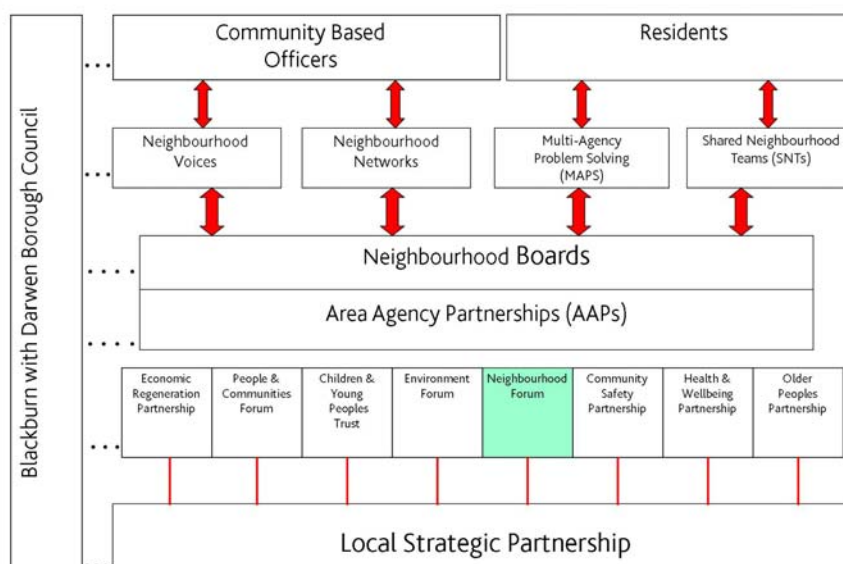 Blackburn with Darwen Borough Council
Community Based
Officers
Residents
Neighbourhood
Voices
Neighbourhood
Networks
Multi-Agency
Problem Solving
(MAPS)
Shared Neighbourhood
Teams (SNTs)
Neighbourhood Boards
Area Agency Partnerships (AAPs)
Economic
Regeneration
Partnership
People &
Communities
Forum
Children &
Young
Peoples
Trust
Environment
Forum
Neighbourhood
Forum
Community
Safety
Partnership
Health &
Wellbeing
Partnership
Older
Peoples
Partnership
Local Strategic Partnership